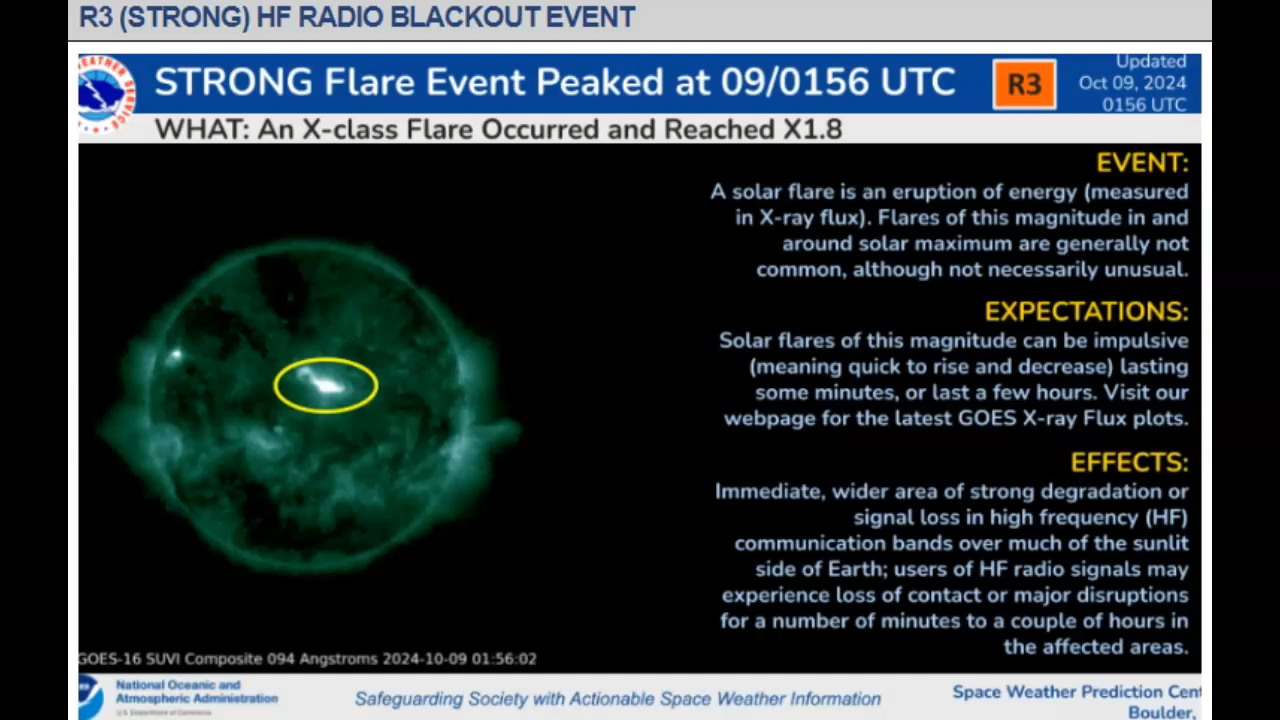 R3 (STRONG) HF RADIO BLACKOUT EVENT
STRONG Flare Event Peaked at 09/0156 UTC
R3
Updated
Oct 09, 2024
0156 UTC
WHAT: An X-class Flare Occurred and Reached X1.8
EVENT:
A solar flare is an eruption of energy (measured
in X-ray flux). Flares of this magnitude in and
around solar maximum are generally not
common, although not necessarily unusual.
EXPECTATIONS:
Solar flares of this magnitude can be impulsive
(meaning quick to rise and decrease) lasting
some minutes, or last a few hours. Visit our
webpage for the latest GOES X-ray Flux plots.
EFFECTS:
Immediate, wider area of strong degradation or
signal loss in high frequency (HF)
communication bands over much of the sunlit
side of Earth; users of HF radio signals may
experience loss of contact or major disruptions
for a number of minutes to a couple of hours in
the affected areas.
GOES-16 SUVI Composite 094 Angstroms 2024-10-09 01:56:02
National Oceanic and
Atmospheric Administration
U.S. Department of Commerce
Safeguarding Society with Actionable Space Weather Information
Space Weather Prediction Cen
Boulder,